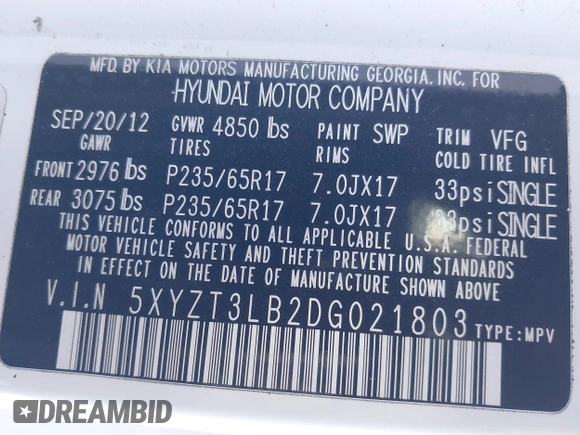 MFD. BY KIA MOTORS MANUFACTURING GEORGIA. INC. FOR
HYUNDAI MOTOR COMPANY
SEP/20/12 GVWR 4850 lbs PAINT SWP TRIM VFG
GAWR TIRES RIMS COLD TIRE INFL
FRONT 2976 lbs P235/65R17 7.0JX17 33psi SINGLE
REAR 3075 lbs P235/65R17 7.0JX17 33psi SINGLE
THIS VEHICLE CONFORMS TO ALL APPLICABLE U.S.A. FEDERAL
MOTOR VEHICLE SAFETY AND THEFT PREVENTION STANDARDS
IN EFFECT ON THE DATE OF MANUFACTURE SHOWN ABOVE
V.I.N 5XYZT3LB2DG021803 TYPE: MPV
DREAMBID